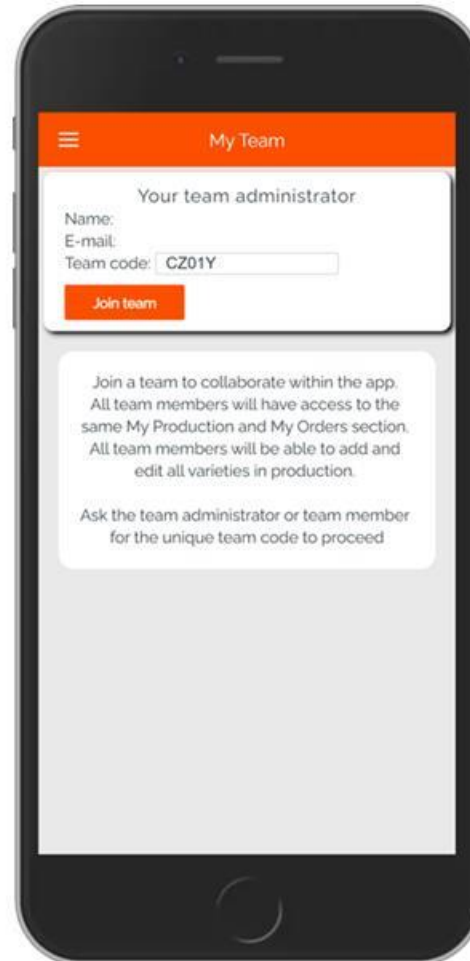 My Team
Your team administrator
Name:
E-mail:
Team code: CZ01Y
Join team
Join a team to collaborate within the app.
All team members will have access to the
same My Production and My Orders section.
All team members will be able to add and
edit all varieties in production.
Ask the team administrator or team member
for the unique team code to proceed